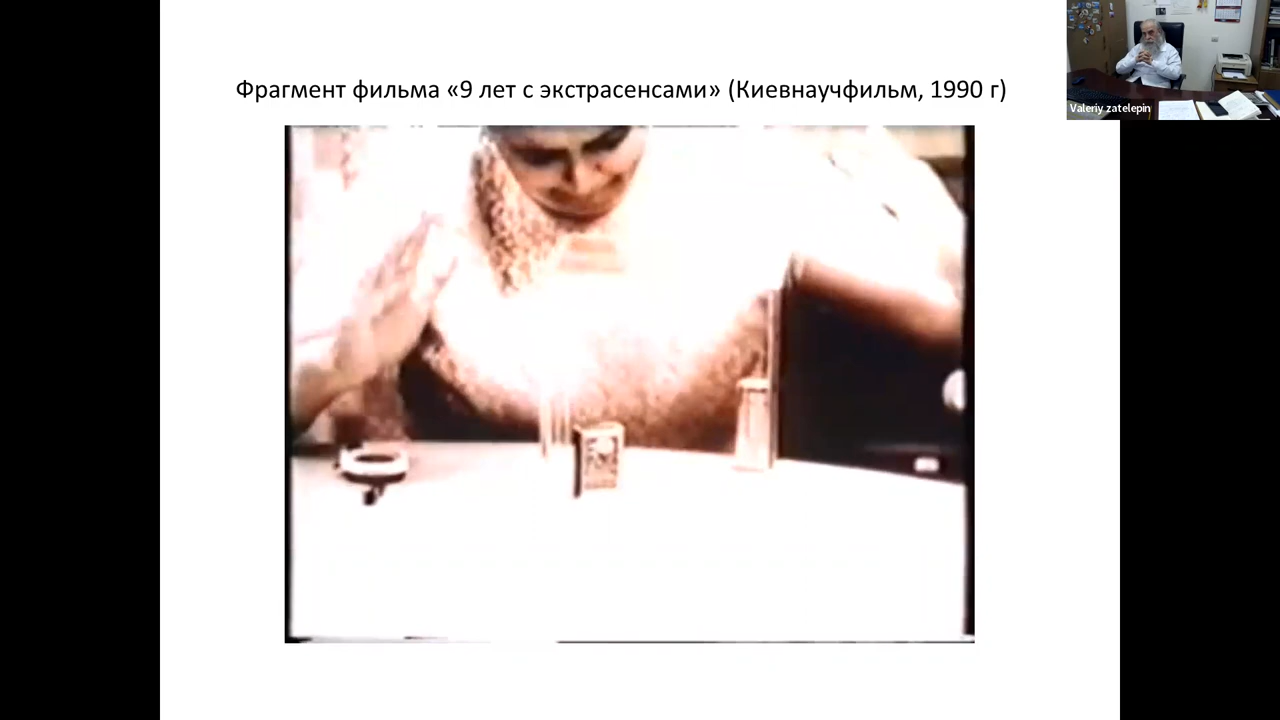 Фрагмент фильма «9 лет с экстрасенсами» (Киевнаучфильм, 1990 г)
Valeriy zatelepin